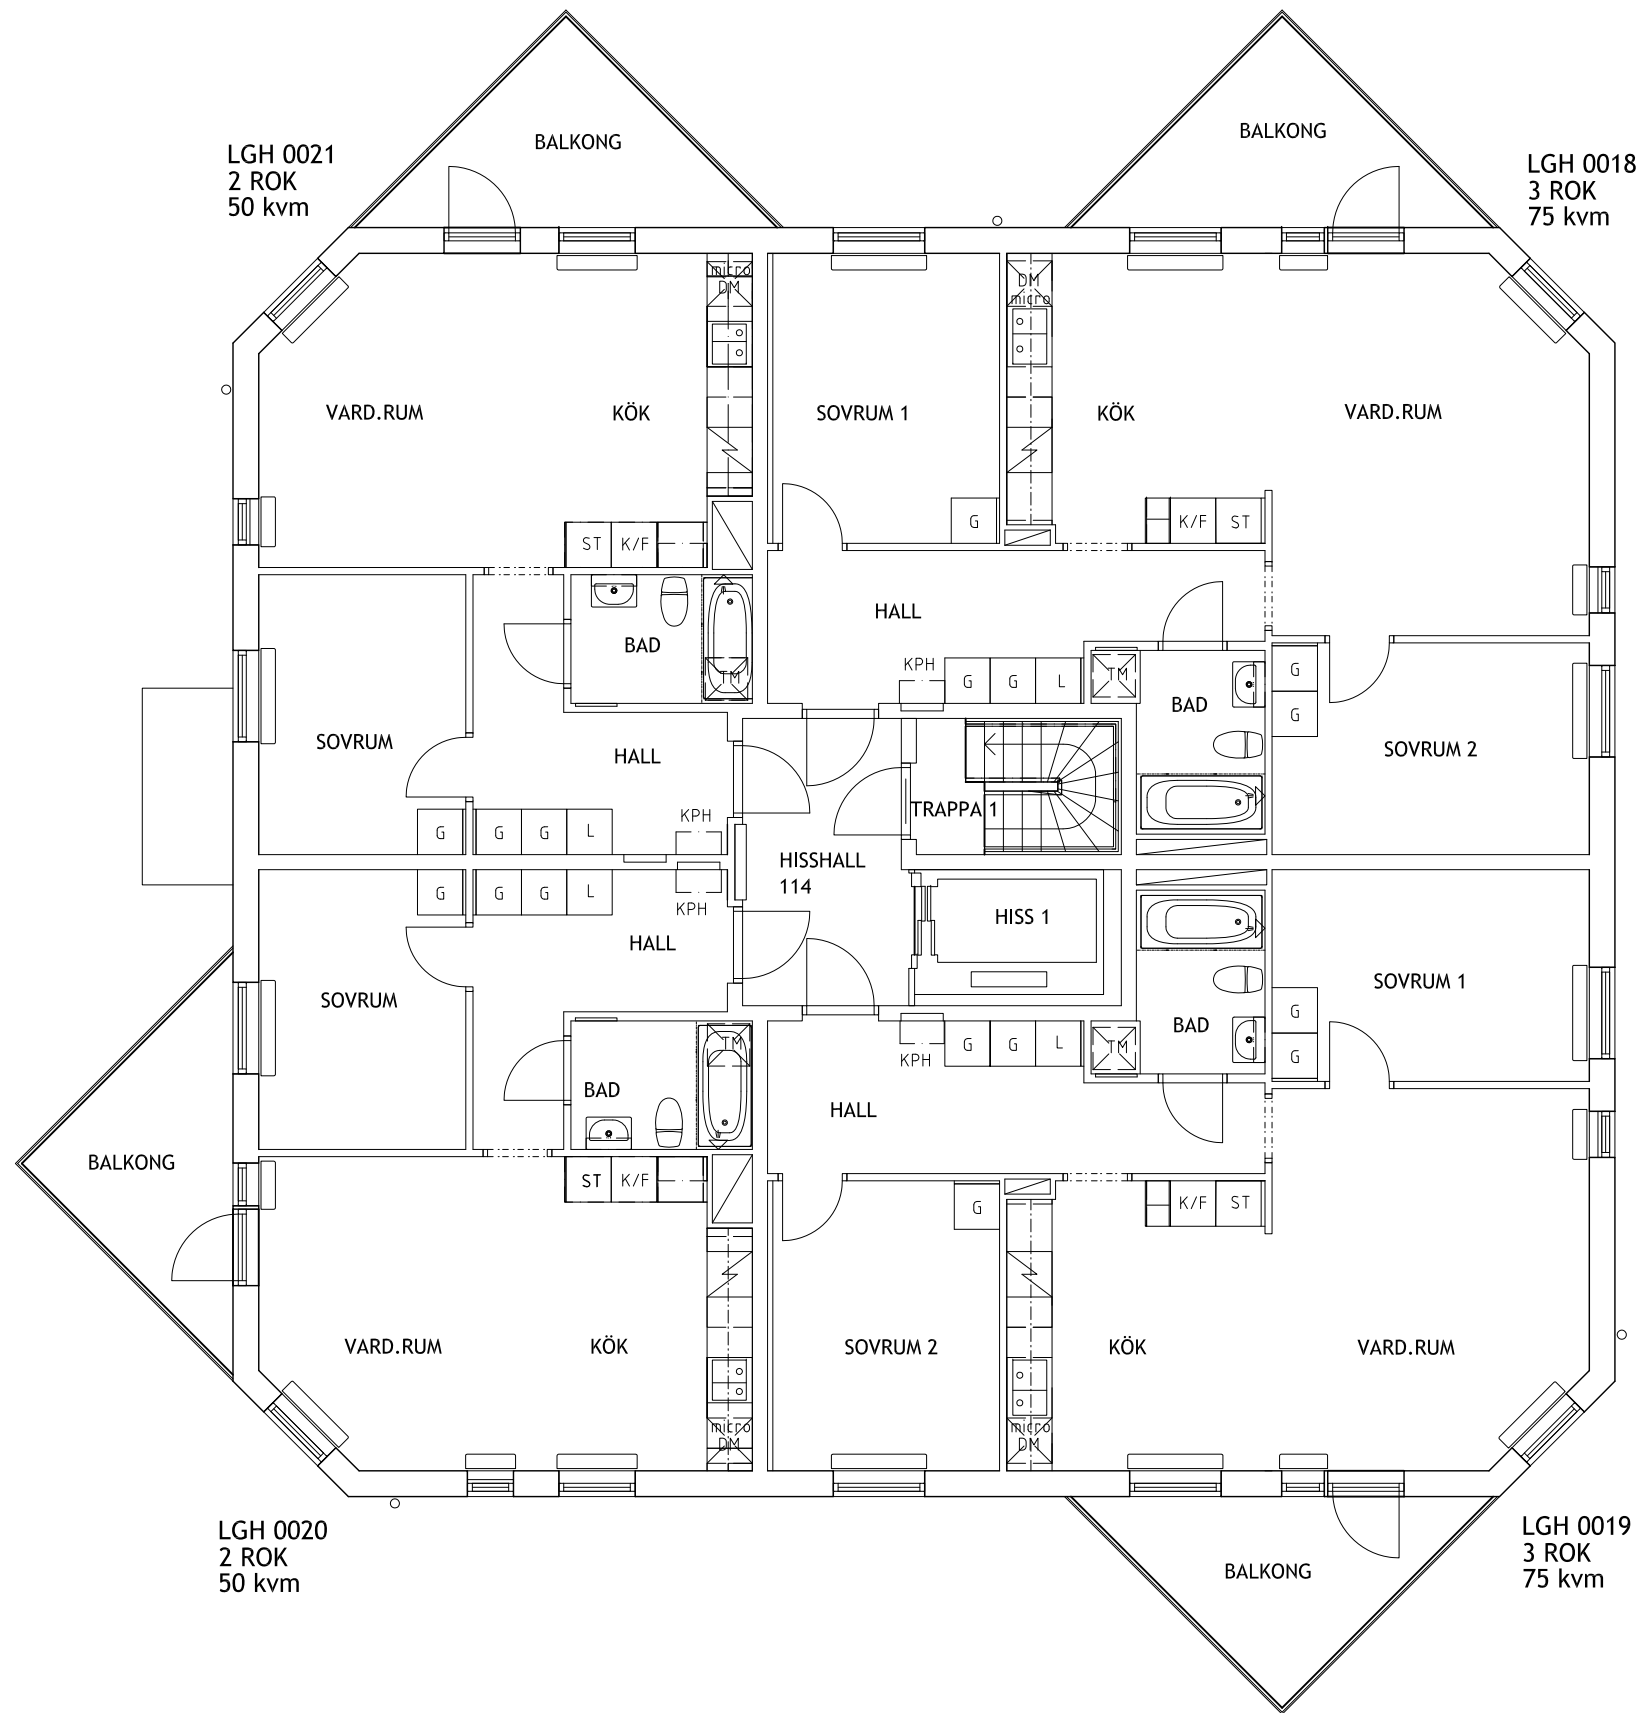 BALKONG
BALKONG
LGH 0021
2 ROK
50 kvm
LGH 0018
3 ROK
75 kvm
micro
DM
DM
micro
VARD.RUM
KÖK
SOVRUM 1
KÖK
VARD.RUM
G
K/F
ST
ST
K/F
HALL
BAD
KPH
G
G
L
TM
G
TM
BAD
G
SOVRUM
HALL
SOVRUM 2
KPH
TRAPPA 1
G
G
G
L
HISSHALL
114
G
G
G
L
KPH
HISS 1
HALL
SOVRUM
SOVRUM 1
G
BAD
TM
G
G
L
TM
G
KPH
BAD
HALL
BALKONG
ST
K/F
G
K/F
ST
VARD.RUM
KÖK
SOVRUM 2
KÖK
VARD.RUM
micro
DM
micro
DM
LGH 0020
2 ROK
50 kvm
LGH 0019
3 ROK
75 kvm
BALKONG